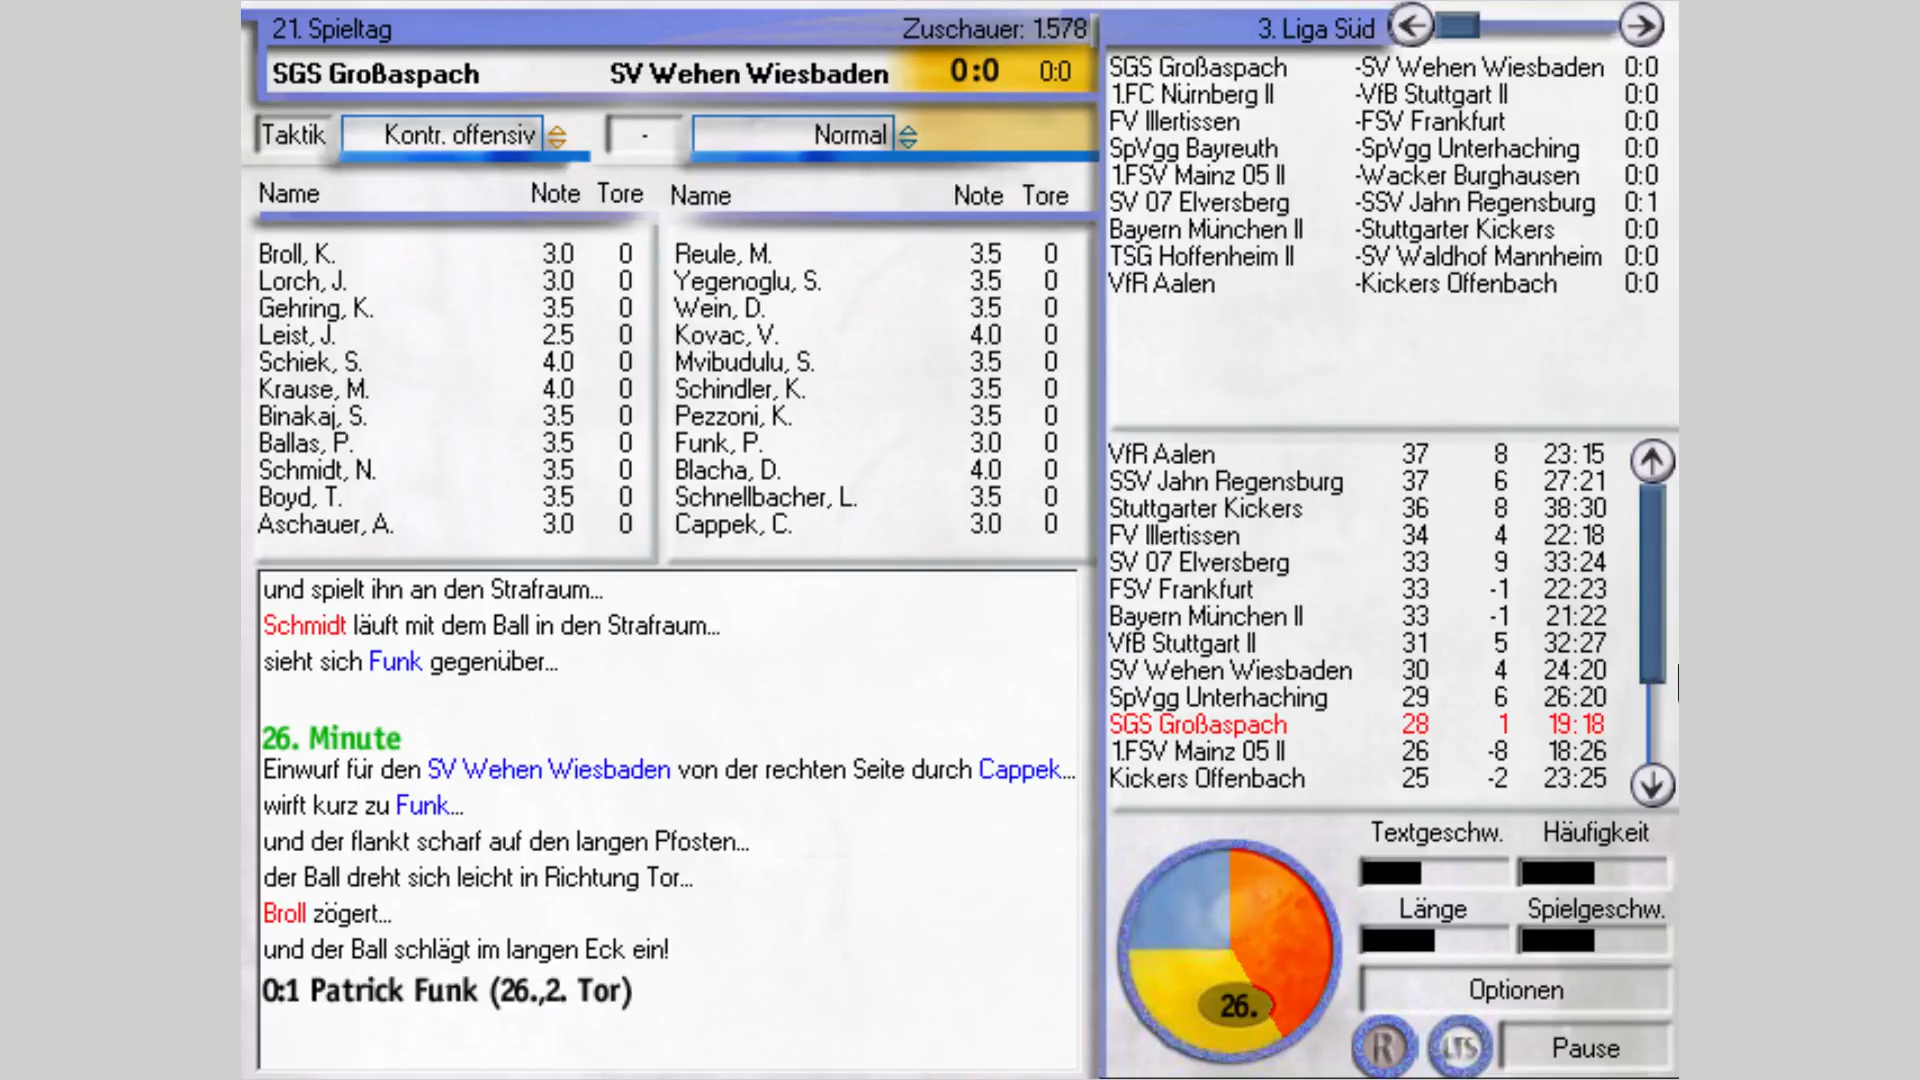 21. Spieltag Zuschauer: 1.578
SGS Großaspach SV Wehen Wiesbaden 0:0 0:0
Taktik Kontr. offensiv - Normal
Name Note Tore Name Note Tore
Broll, K. 3.0 0 Reule, M. 3.5 0
Lorch, J. 3.0 0 Yegenoglu, S. 3.5 0
Gehring, K. 3.5 0 Wein, D. 3.5 0
Leist, J. 2.5 0 Kovac, V. 4.0 0
Schiek, S. 4.0 0 Mvibudulu, S. 3.5 0
Krause, M. 4.0 0 Schindler, K. 3.5 0
Binakaj, S. 3.5 0 Pezzoni, K. 3.5 0
Ballas, P. 3.5 0 Funk, P. 3.0 0
Schmidt, N. 3.5 0 Blacha, D. 4.0 0
Boyd, T. 3.5 0 Schnellbacher, L. 3.5 0
Aschauer, A. 3.0 0 Cappek, C. 3.0 0
und spielt ihn an den Strafraum...
Schmidt läuft mit dem Ball in den Strafraum...
sieht sich Funk gegenüber...
26. Minute
Einwurf für den SV Wehen Wiesbaden von der rechten Seite durch Cappek...
wirft kurz zu Funk...
und der flankt scharf auf den langen Pfosten...
der Ball dreht sich leicht in Richtung Tor...
Broll zögert...
und der Ball schlägt im langen Eck ein!
0:1 Patrick Funk (26.,2. Tor)
3. Liga Süd
SGS Großaspach -SV Wehen Wiesbaden 0:0
1.FC Nürnberg II -VfB Stuttgart II 0:0
FV Illertissen -FSV Frankfurt 0:0
SpVgg Bayreuth -SpVgg Unterhaching 0:0
1.FSV Mainz 05 II -Wacker Burghausen 0:0
SV 07 Elversberg -SSV Jahn Regensburg 0:1
Bayern München II -Stuttgarter Kickers 0:0
TSG Hoffenheim II -SV Waldhof Mannheim 0:0
VfR Aalen -Kickers Offenbach 0:0
VfR Aalen 37 8 23:15
SSV Jahn Regensburg 37 6 27:21
Stuttgarter Kickers 36 8 38:30
FV Illertissen 34 4 22:18
SV 07 Elversberg 33 9 33:24
FSV Frankfurt 33 -1 22:23
Bayern München II 33 -1 21:22
VfB Stuttgart II 31 5 32:27
SV Wehen Wiesbaden 30 4 24:20
SpVgg Unterhaching 29 6 26:20
SGS Großaspach 28 1 19:18
1.FSV Mainz 05 II 26 -8 18:26
Kickers Offenbach 25 -2 23:25
Textgeschw. Häufigkeit
Länge Spielgeschw.
26.
Optionen
R LTS Pause